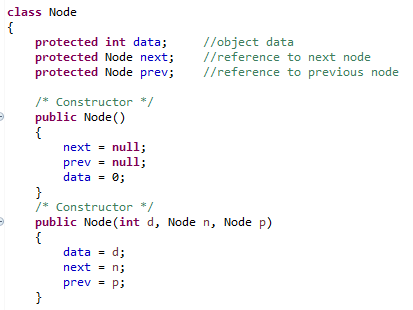 class Node
{
    protected int data;     //object data
    protected Node next;    //reference to next node
    protected Node prev;    //reference to previous node

    /* Constructor */
    public Node()
    {
        next = null;
        prev = null;
        data = 0;
    }
    /* Constructor */
    public Node(int d, Node n, Node p)
    {
        data = d;
        next = n;
        prev = p;
    }